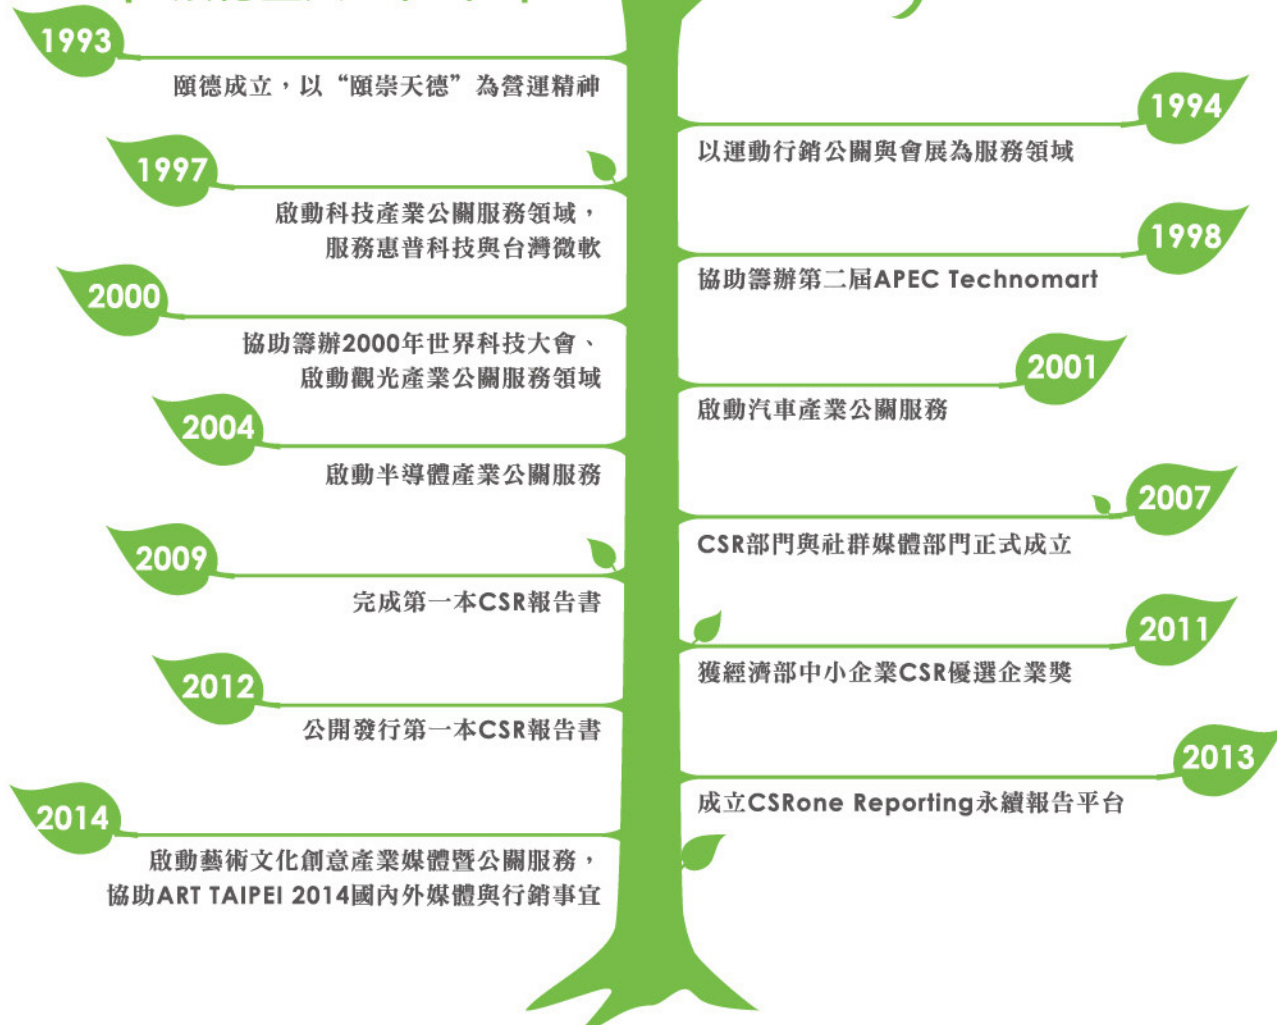 1993
頤德成立，以“頤崇天德”為營運精神
1994
以運動行銷公關與會展為服務領域
1997
啟動科技產業公關服務領域，
服務惠普科技與台灣微軟
1998
協助籌辦第二屆APEC Technomart
2000
協助籌辦2000年世界科技大會、
啟動觀光產業公關服務領域
2001
啟動汽車產業公關服務
2004
啟動半導體產業公關服務
2007
CSR部門與社群媒體部門正式成立
2009
完成第一本CSR報告書
2011
獲經濟部中小企業CSR優選企業獎
2012
公開發行第一本CSR報告書
2013
成立CSRone Reporting永續報告平台
2014
啟動藝術文化創意產業媒體暨公關服務，
協助ART TAIPEI 2014國內外媒體與行銷事宜